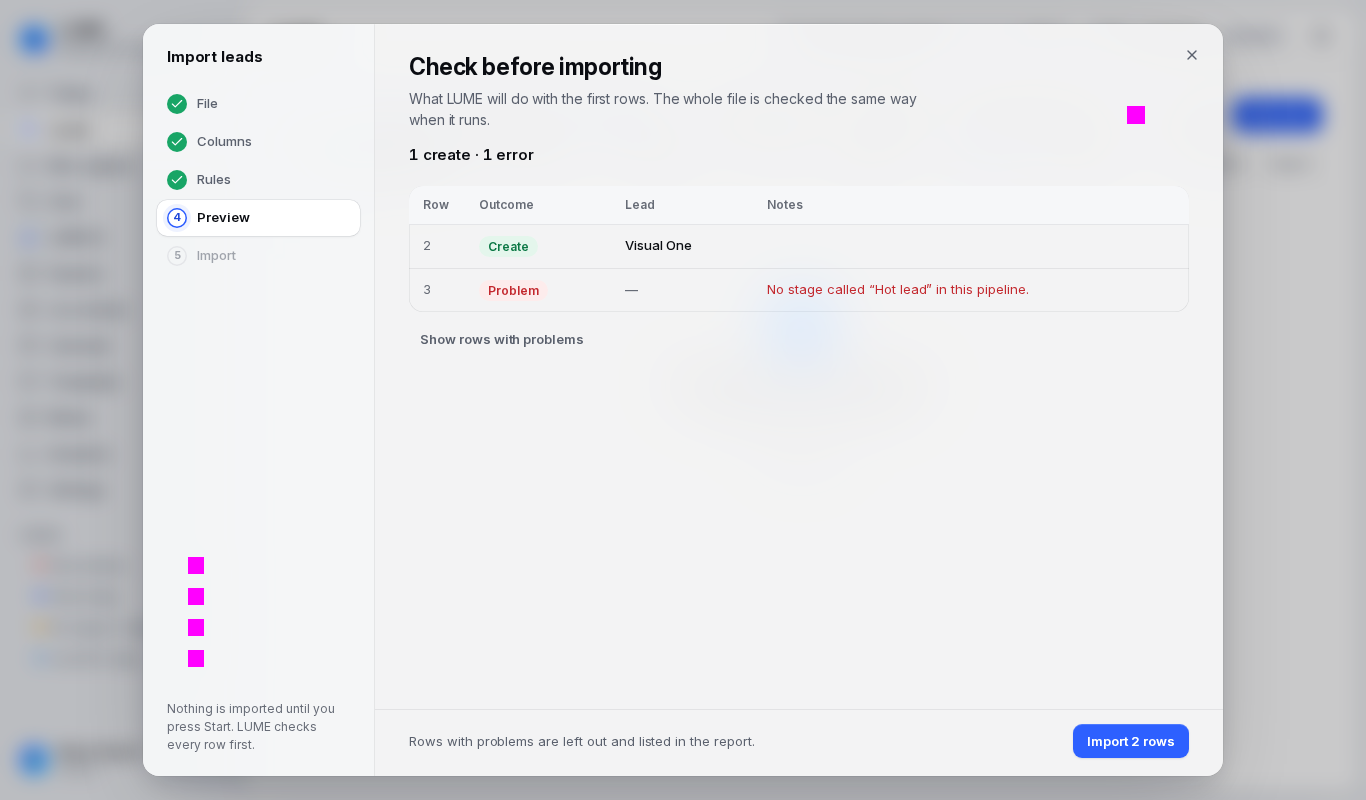 Import leads
File
Columns
Rules
4 Preview
5 Import
Nothing is imported until you
press Start. LUME checks
every row first.
Check before importing
What LUME will do with the first rows. The whole file is checked the same way
when it runs.
1 create · 1 error
Row Outcome Lead Notes
2 Create Visual One
3 Problem — No stage called “Hot lead” in this pipeline.
Show rows with problems
Rows with problems are left out and listed in the report.
Import 2 rows